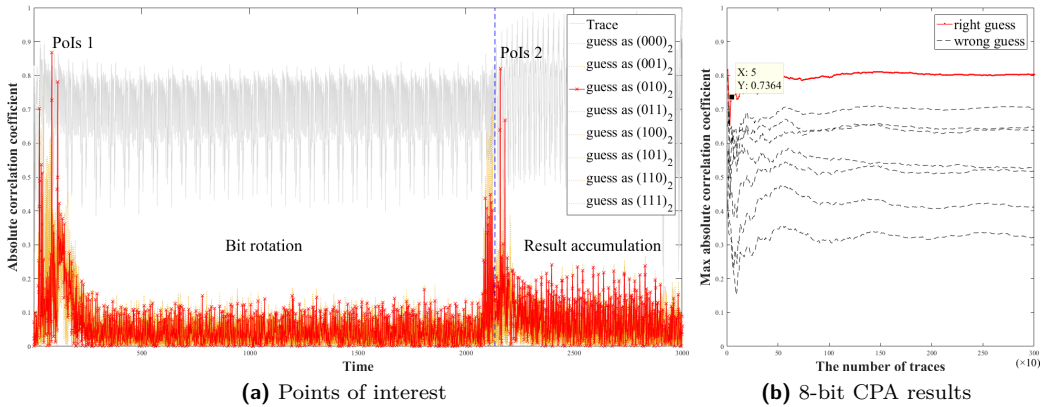 Absolute correlation coefficient
1
0.9
0.8
0.7
0.6
0.5
0.4
0.3
0.2
0.1
0
500
1000
1500
2000
2500
3000
Time
PoIs 1
PoIs 2
Bit rotation
Result accumulation
Trace
guess as (000)2
guess as (001)2
guess as (010)2
guess as (011)2
guess as (100)2
guess as (101)2
guess as (110)2
guess as (111)2
(a) Points of interest
Max absolute correlation coefficient
1
0.9
0.8
0.7
0.6
0.5
0.4
0.3
0.2
0.1
0
0
50
100
150
200
250
300
(×10)
The number of traces
right guess
wrong guess
X: 5
Y: 0.7364
(b) 8-bit CPA results